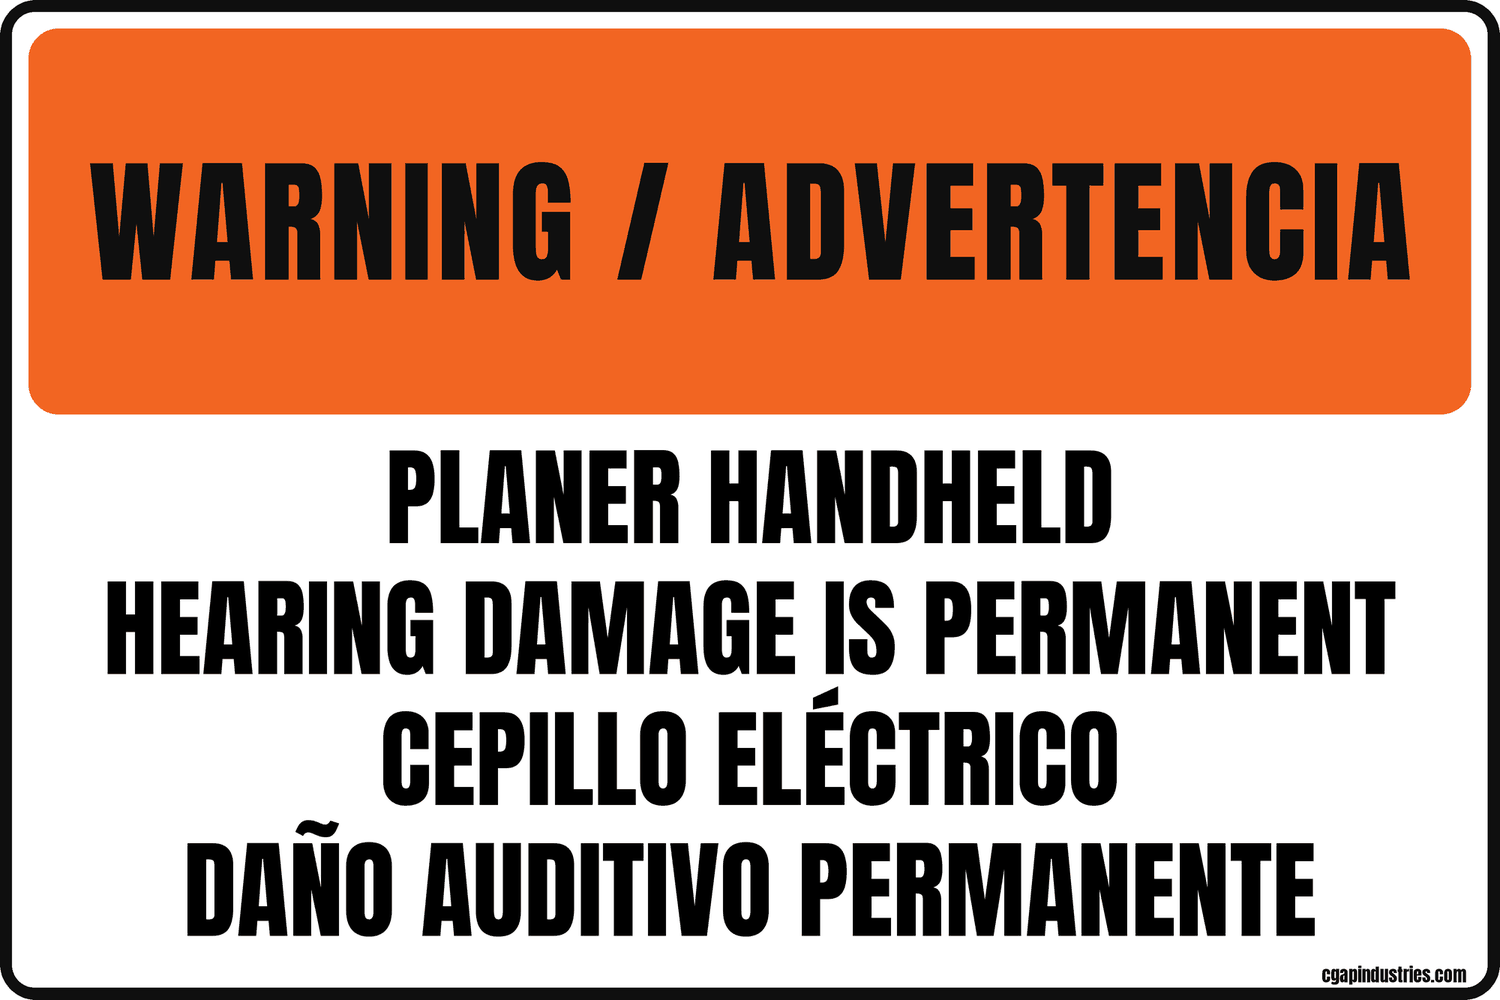 WARNING / ADVERTENCIA
PLANER HANDHELD
HEARING DAMAGE IS PERMANENT
CEPILLO ELÉCTRICO
DAÑO AUDITIVO PERMANENTE
cgapindustries.com